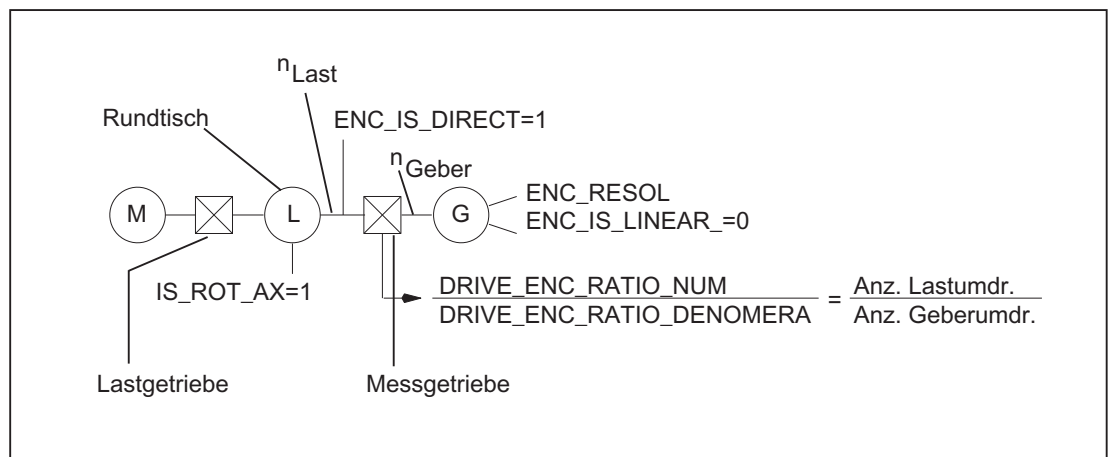 nLast
Rundtisch
ENC_IS_DIRECT=1
nGeber
ENC_RESOL
M
L
G
ENC_IS_LINEAR_=0
IS_ROT_AX=1
DRIVE_ENC_RATIO_NUM
DRIVE_ENC_RATIO_DENOMERA
=
Anz. Lastumdr.
Anz. Geberumdr.
Lastgetriebe
Messgetriebe